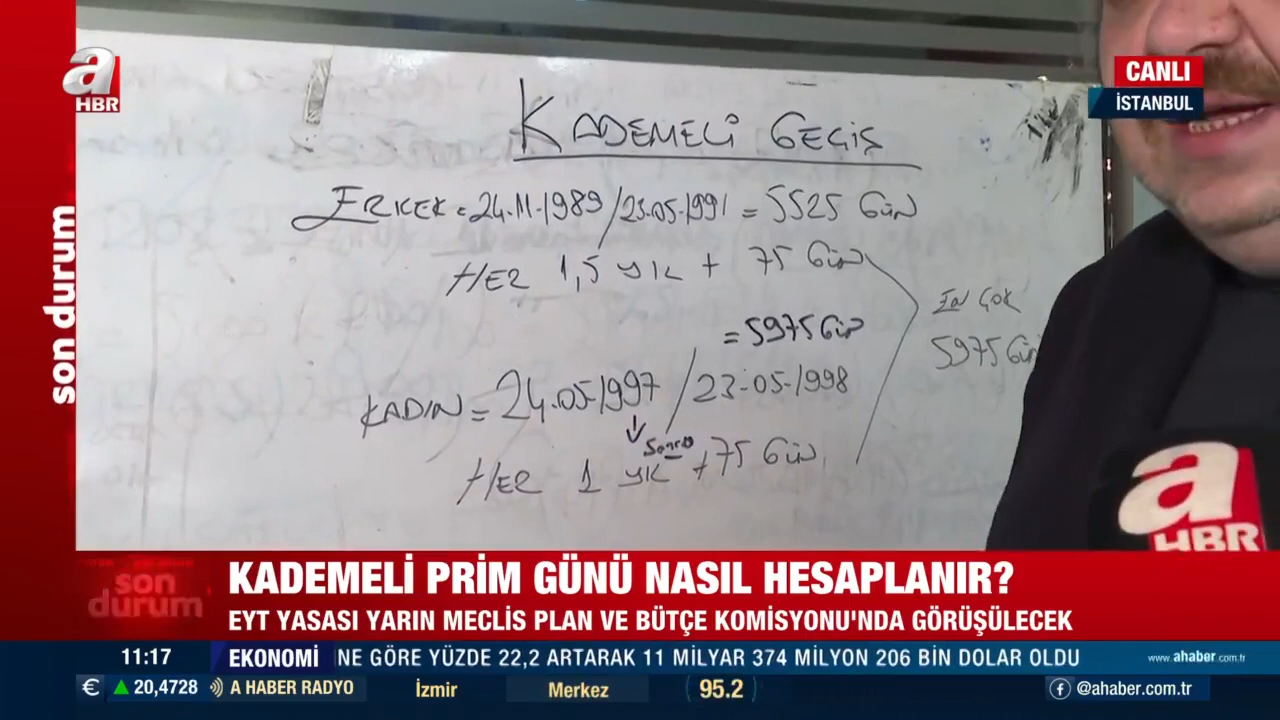 a
HBR
CANLI
İSTANBUL
KADEMELİ GEÇİŞ
ERKEK = 24.11.1989 / 23.05.1991 = 5525 GÜN
HER 1,5 YIL + 75 GÜN
EN ÇOK
= 5975 GÜN
5975 GÜN
KADIN = 24.05.1997 / 23.05.1998
Sonra
HER 1 YIL +75 GÜN
son durum
a
HBR
son
durum
KADEMELİ PRİM GÜNÜ NASIL HESAPLANIR?
EYT YASASI YARIN MECLİS PLAN VE BÜTÇE KOMİSYONU'NDA GÖRÜŞÜLECEK
11:17 EKONOMİ NE GÖRE YÜZDE 22,2 ARTARAK 11 MİLYAR 374 MİLYON 206 BİN DOLAR OLDU www.ahaber.com.tr
€ ▲ 20,4728 A HABER RADYO İzmir Merkez 95.2 @ahaber.com.tr